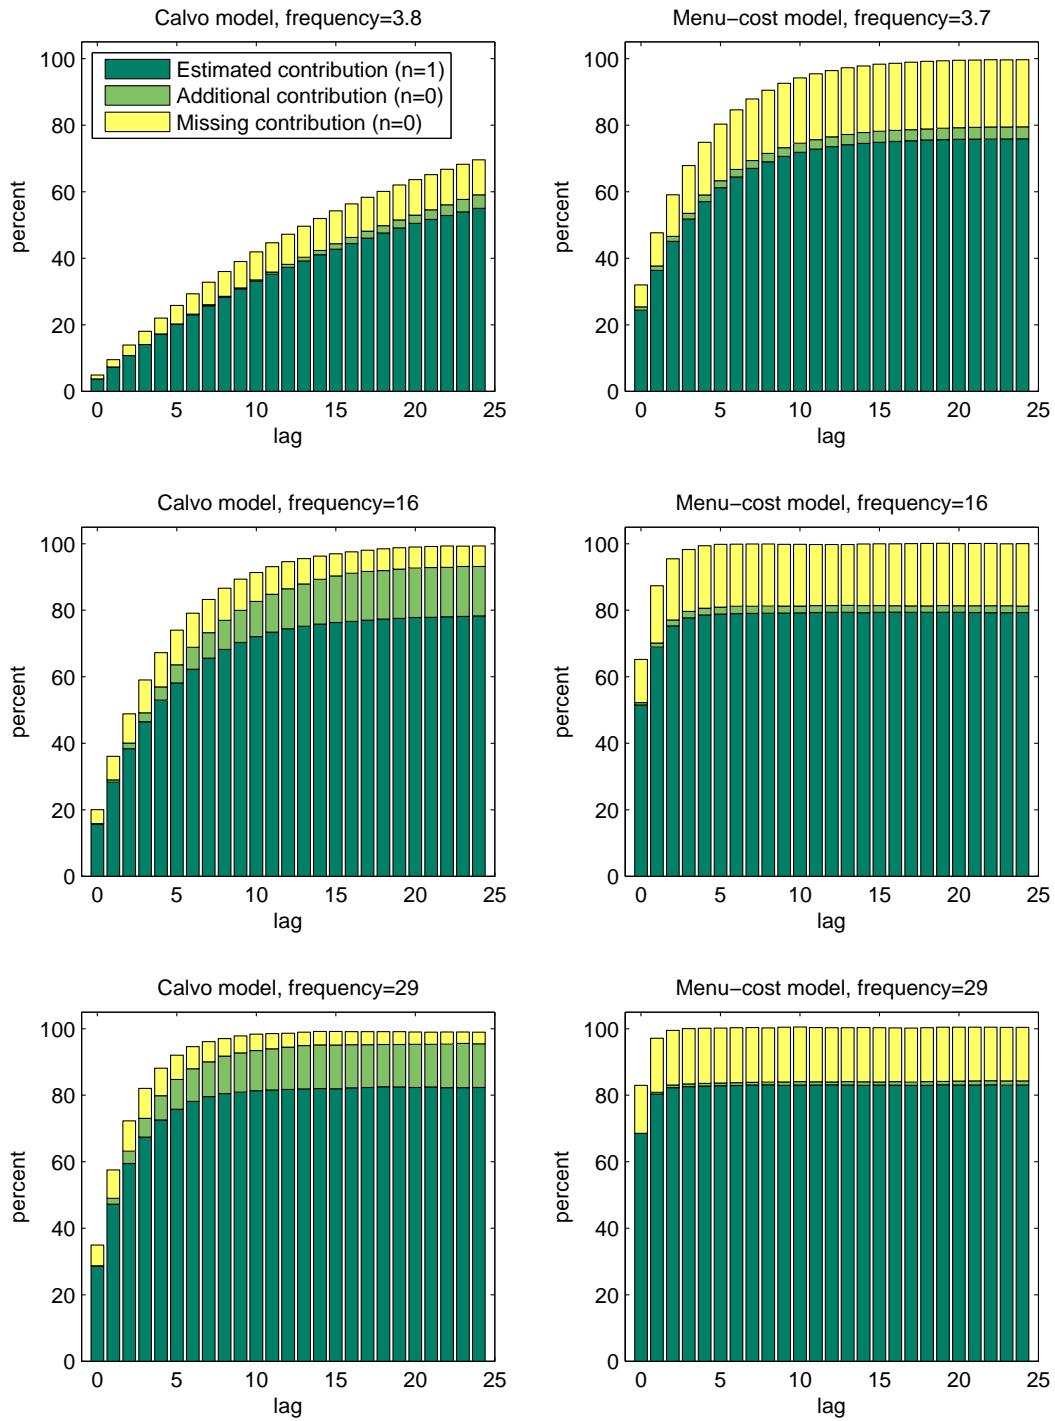 Calvo model, frequency=3.8
percent
100
80
60
40
20
0
Estimated contribution (n=1)
Additional contribution (n=0)
Missing contribution (n=0)
0 5 10 15 20 25
lag
Menu−cost model, frequency=3.7
percent
100
80
60
40
20
0
0 5 10 15 20 25
lag
Calvo model, frequency=16
percent
100
80
60
40
20
0
0 5 10 15 20 25
lag
Menu−cost model, frequency=16
percent
100
80
60
40
20
0
0 5 10 15 20 25
lag
Calvo model, frequency=29
percent
100
80
60
40
20
0
0 5 10 15 20 25
lag
Menu−cost model, frequency=29
percent
100
80
60
40
20
0
0 5 10 15 20 25
lag